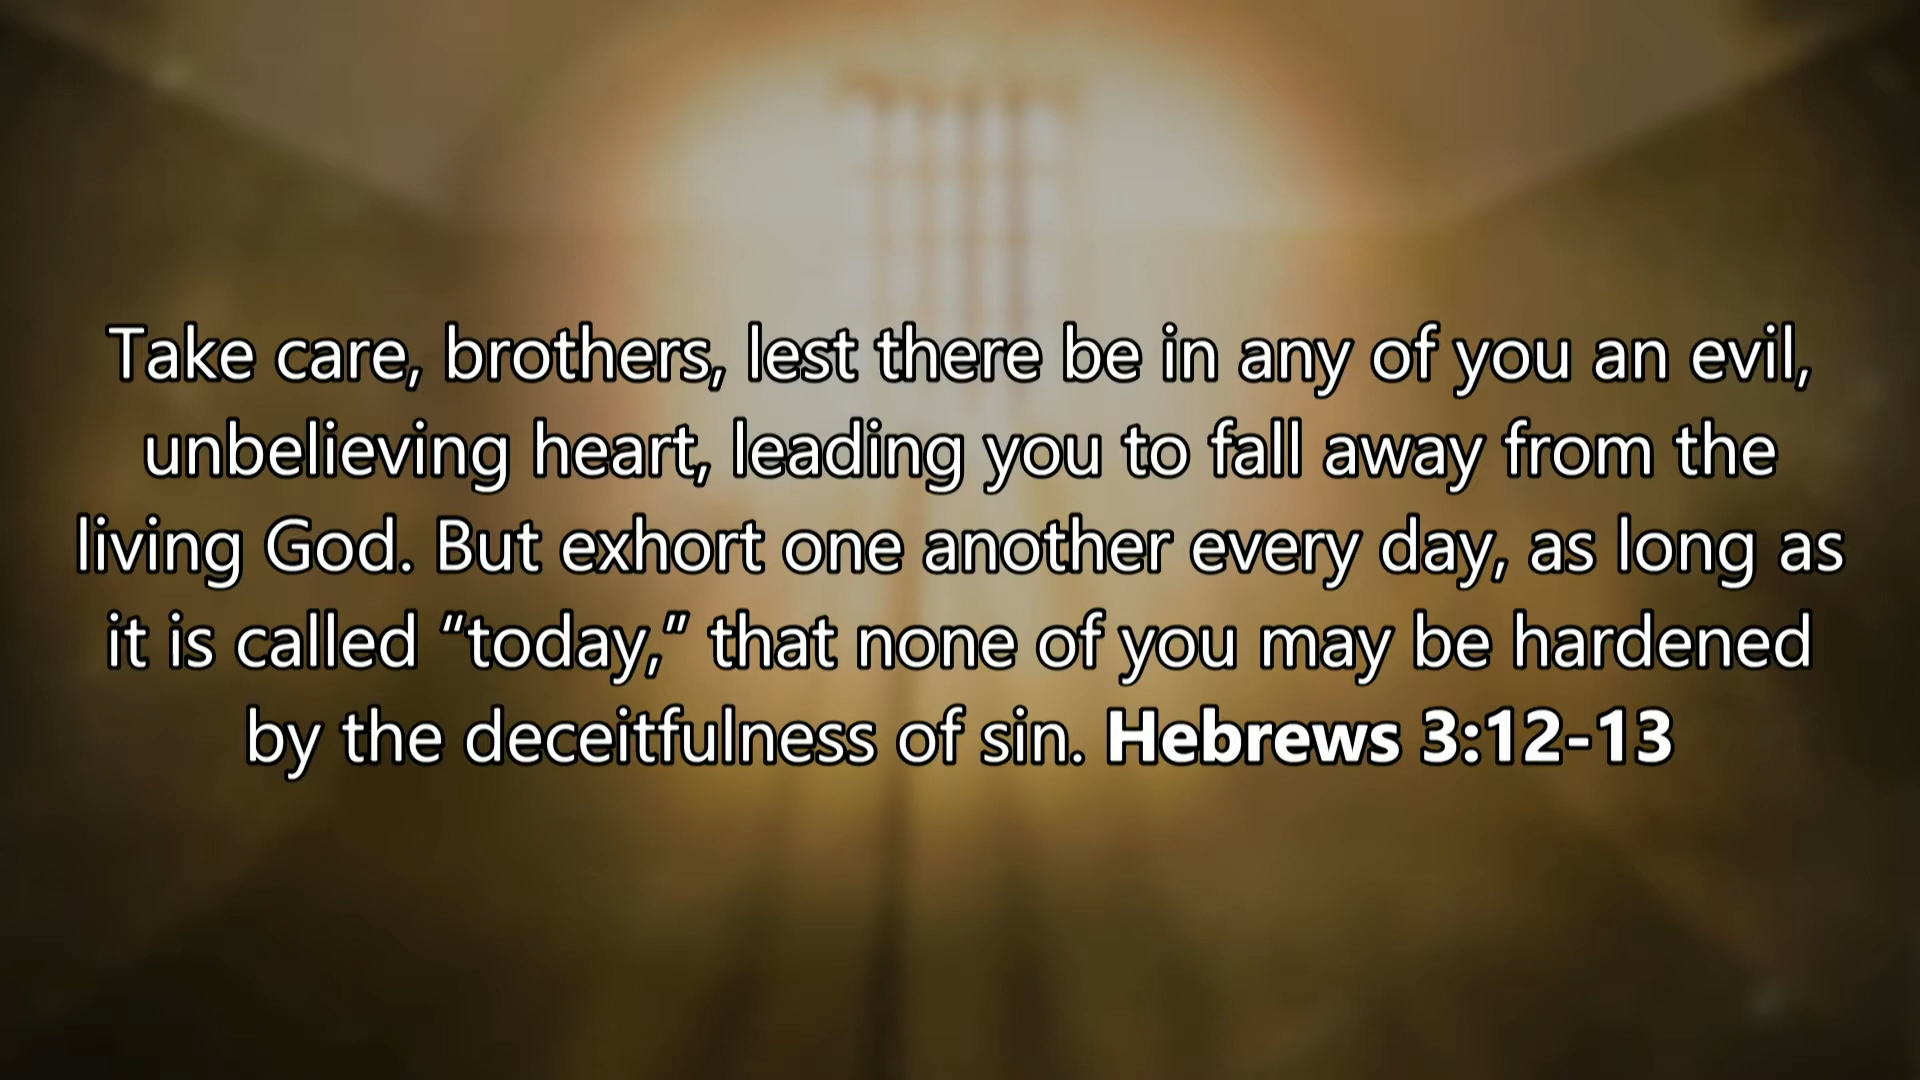 Take care, brothers, lest there be in any of you an evil,
unbelieving heart, leading you to fall away from the
living God. But exhort one another every day, as long as
it is called “today,” that none of you may be hardened
by the deceitfulness of sin. Hebrews 3:12-13